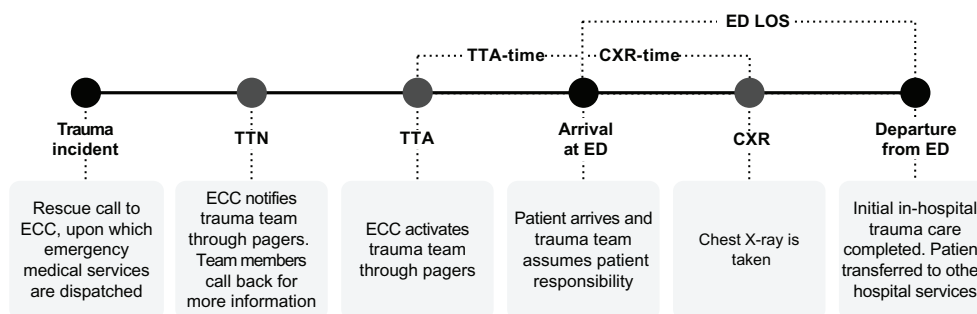 ED LOS
TTA-time
CXR-time
Trauma
incident
TTN
TTA
Arrival
at ED
CXR
Departure
from ED
Rescue call to
ECC, upon which
emergency
medical services
are dispatched
ECC notifies
trauma team
through pagers.
Team members
call back for
more information
ECC activates
trauma team
through pagers
Patient arrives and
trauma team
assumes patient
responsibility
Chest X-ray is
taken
Initial in-hospital
trauma care
completed. Patien
transferred to othe
hospital services